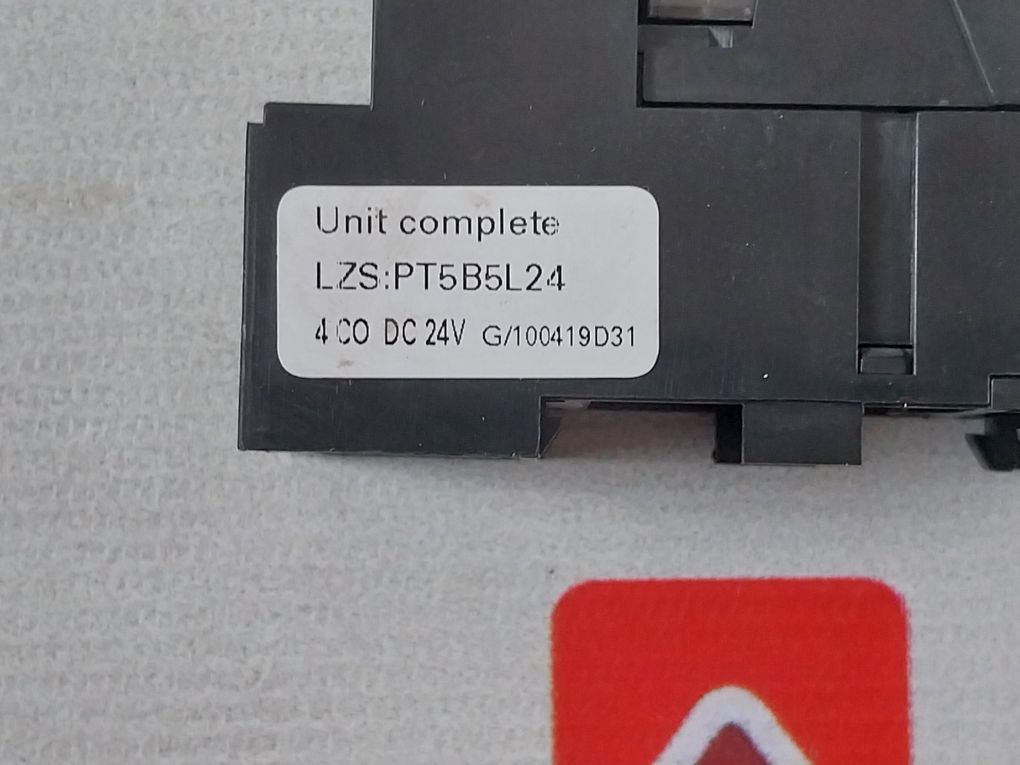 Unit complete
LZS:PT5B5L24
4 CO DC 24V G/100419D31